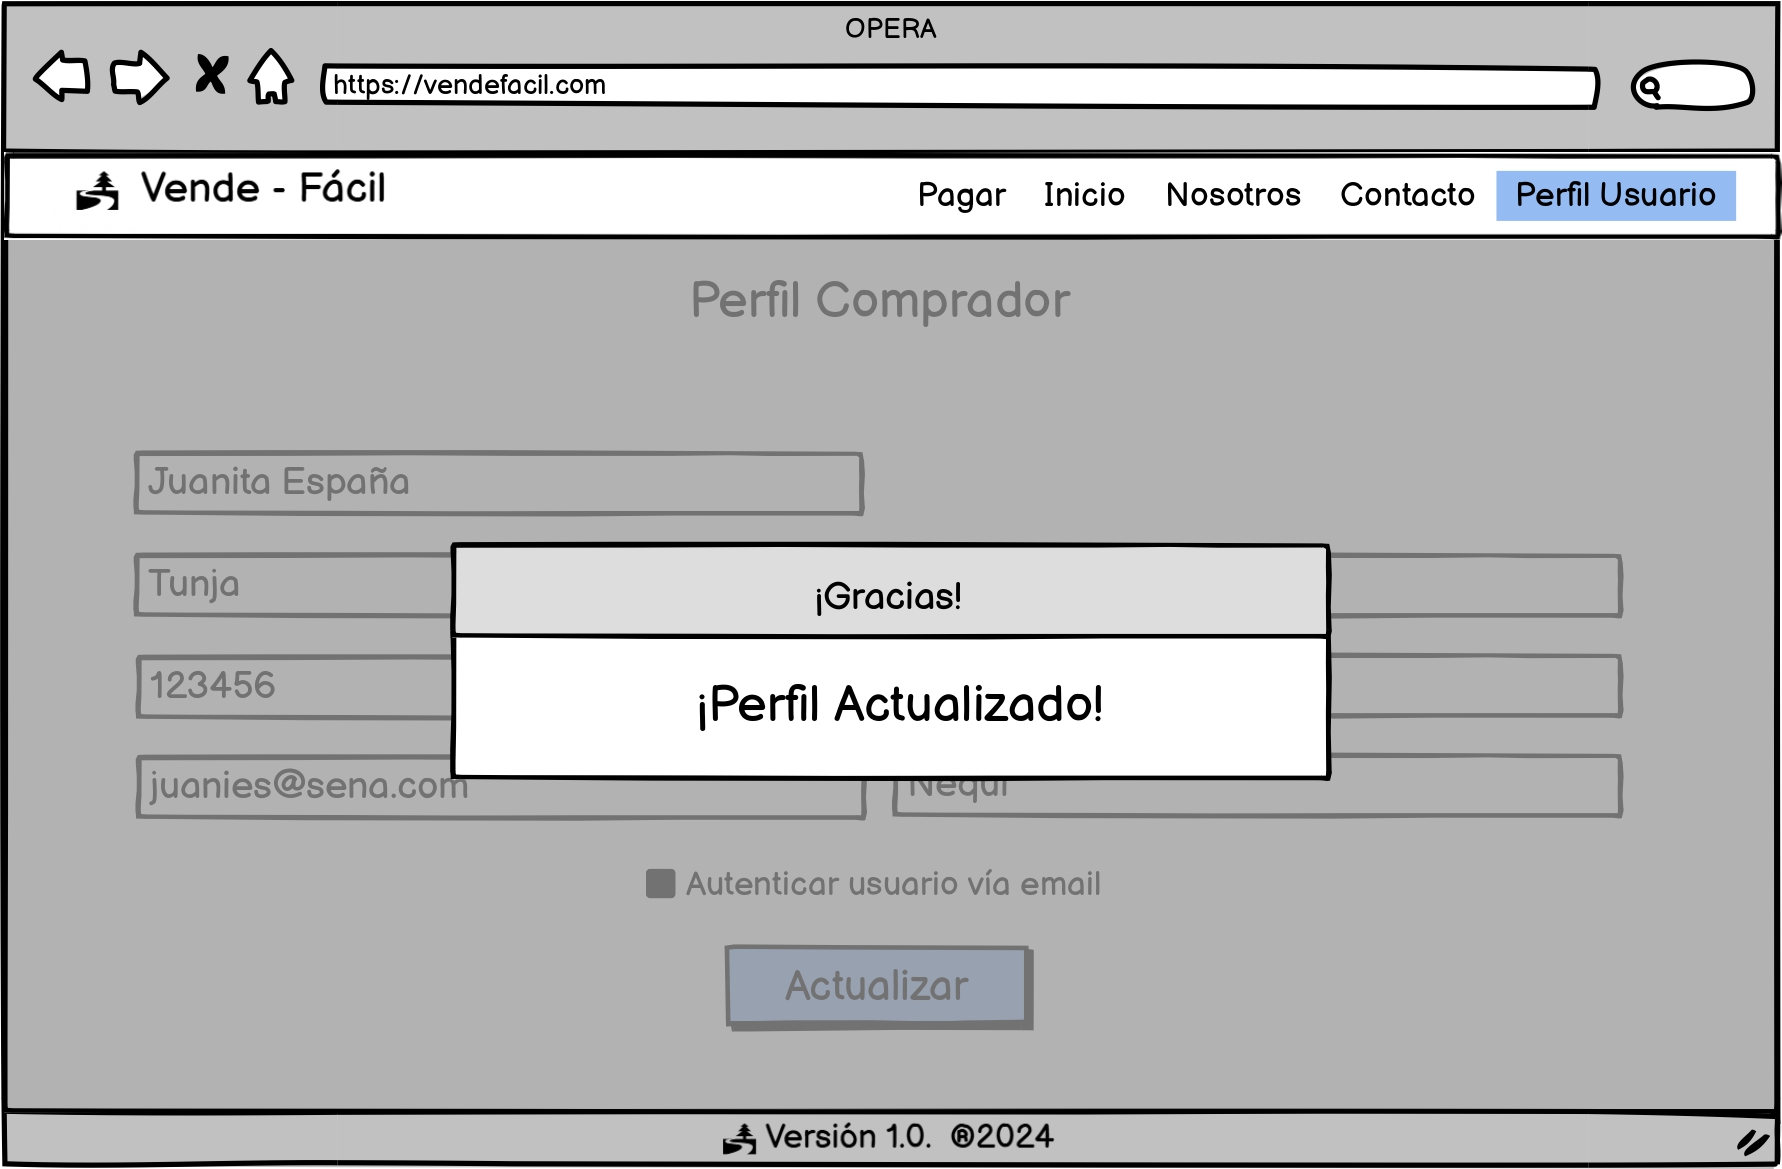 OPERA
https://vendefacil.com
Vende - Fácil
Pagar Inicio Nosotros Contacto Perfil Usuario
Perfil Comprador
Juanita España
Tunja
¡Gracias!
123456
¡Perfil Actualizado!
juanies@sena.com Nequi
Autenticar usuario vía email
Actualizar
Versión 1.0. ®2024